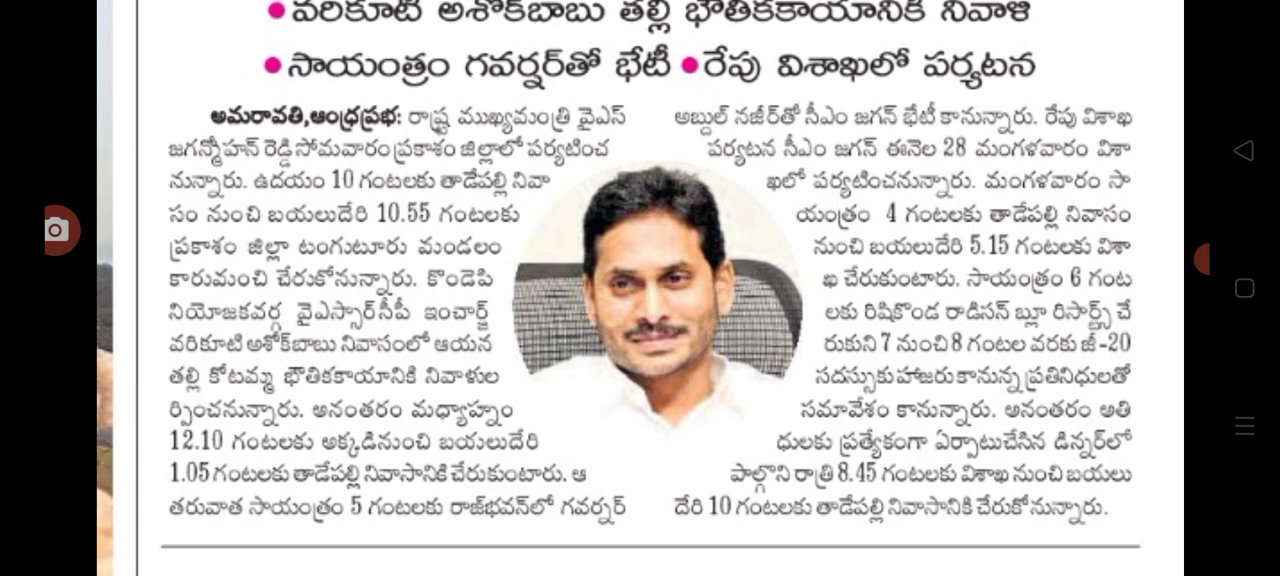 ●వరికూటి అశోక్‌బాబు తల్లి భౌతికకాయానికి నివాళి
●సాయంత్రం గవర్నర్‌తో భేటీ ●రేపు విశాఖలో పర్యటన
అమరావతి,ఆంధ్రప్రభ: రాష్ట్ర ముఖ్యమంత్రి వైఎస్
జగన్మోహన్ రెడ్డి సోమవారం ప్రకాశం జిల్లాలో పర్యటించ
నున్నారు. ఉదయం 10 గంటలకు తాడేపల్లి నివా
సం నుంచి బయలుదేరి 10.55 గంటలకు
ప్రకాశం జిల్లా టంగుటూరు మండలం
కారుమంచి చేరుకోనున్నారు. కొండెపి
నియోజకవర్గ వైఎస్సార్‌సీపీ ఇంచార్జ్
వరికూటి అశోక్‌బాబు నివాసంలో ఆయన
తల్లి కోటమ్మ భౌతికకాయానికి నివాళుల
ర్పించనున్నారు. అనంతరం మధ్యాహ్నం
12.10 గంటలకు అక్కడినుంచి బయలుదేరి
1.05 గంటలకు తాడేపల్లి నివాసానికి చేరుకుంటారు. ఆ
తరువాత సాయంత్రం 5 గంటలకు రాజ్‌భవన్‌లో గవర్నర్
అబ్దుల్ నజీర్‌తో సీఎం జగన్ భేటీ కానున్నారు. రేపు విశాఖ
పర్యటన సీఎం జగన్ ఈనెల 28 మంగళవారం విశా
ఖలో పర్యటించనున్నారు. మంగళవారం సా
యంత్రం 4 గంటలకు తాడేపల్లి నివాసం
నుంచి బయలుదేరి 5.15 గంటలకు విశా
ఖ చేరుకుంటారు. సాయంత్రం 6 గంట
లకు రిషికొండ రాడిసన్ బ్లూ రిసార్ట్స్ చే
రుకుని 7 నుంచి 8 గంటల వరకు జీ-20
సదస్సుకు హాజరు కానున్న ప్రతినిధులతో
సమావేశం కానున్నారు. అనంతరం అతి
ధులకు ప్రత్యేకంగా ఏర్పాటుచేసిన డిన్నర్‌లో
పాల్గొని రాత్రి 8.45 గంటలకు విశాఖ నుంచి బయలు
దేరి 10 గంటలకు తాడేపల్లి నివాసానికి చేరుకోనున్నారు.